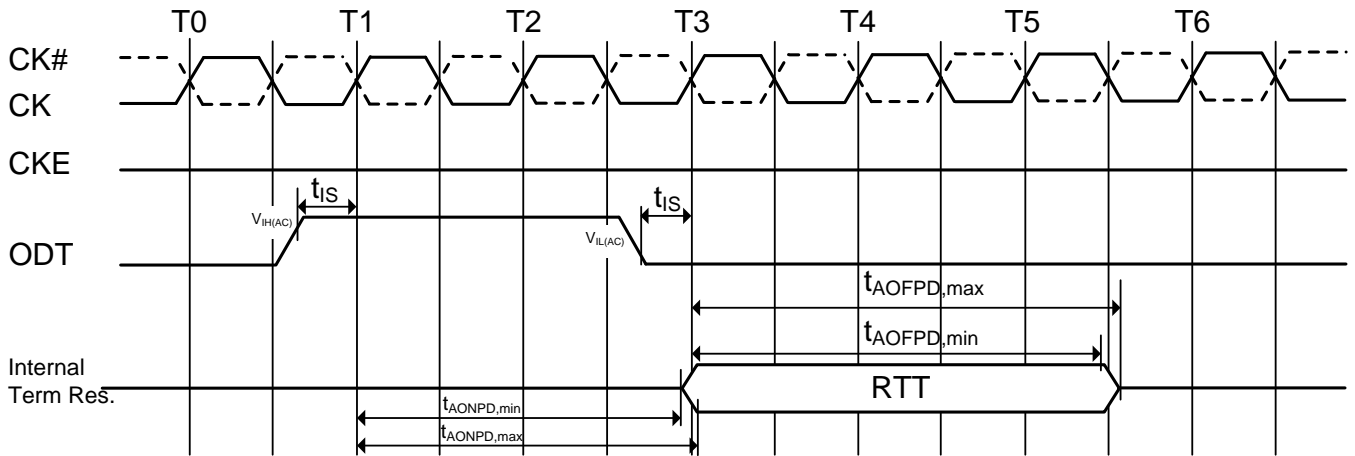 T0 T1 T2 T3 T4 T5 T6
CK#
CK
CKE
tIS
tIS
VIH(AC)
VIL(AC)
ODT
tAOFPD,max
tAOFPD,min
Internal
Term Res.
RTT
tAONPD,min
tAONPD,max